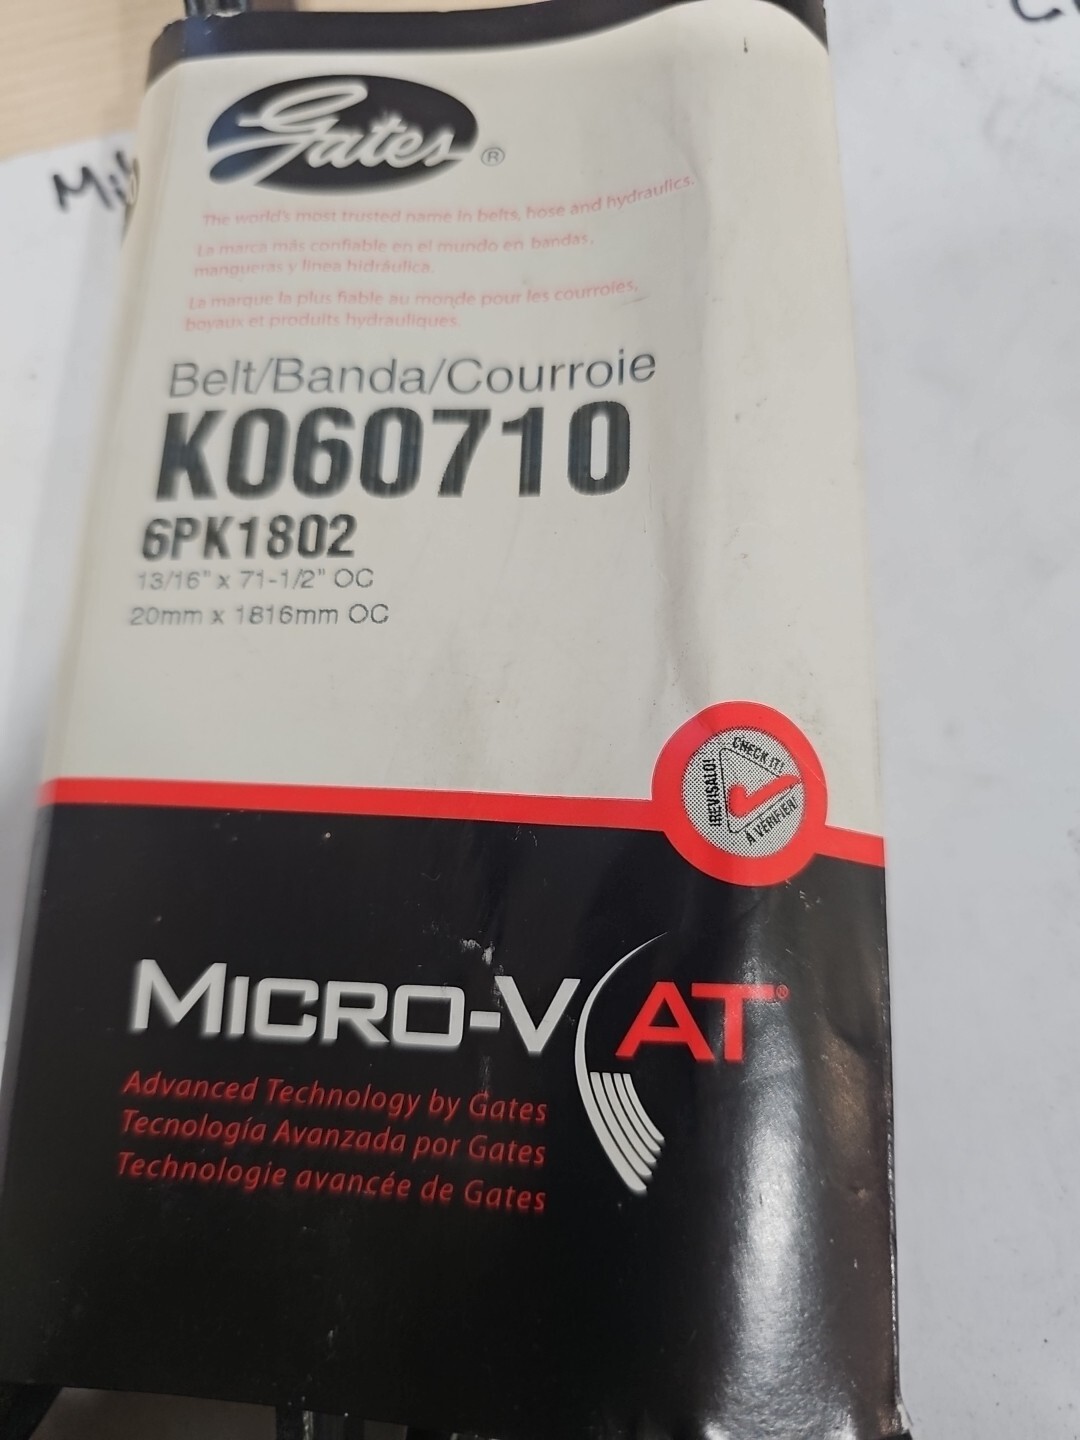 Gates®
The world's most trusted name in belts, hose and hydraulics.
La marca más confiable en el mundo en bandas,
mangueras y línea hidráulica.
La marque la plus fiable au monde pour les courroies,
boyaux et produits hydrauliques.
Belt/Banda/Courroie
K060710
6PK1802
13/16" x 71-1/2" OC
20mm x 1816mm OC
CHECK IT!
¡REVISALO!
À VÉRIFIER!
MICRO-V AT®
Advanced Technology by Gates
Tecnología Avanzada por Gates
Technologie avancée de Gates